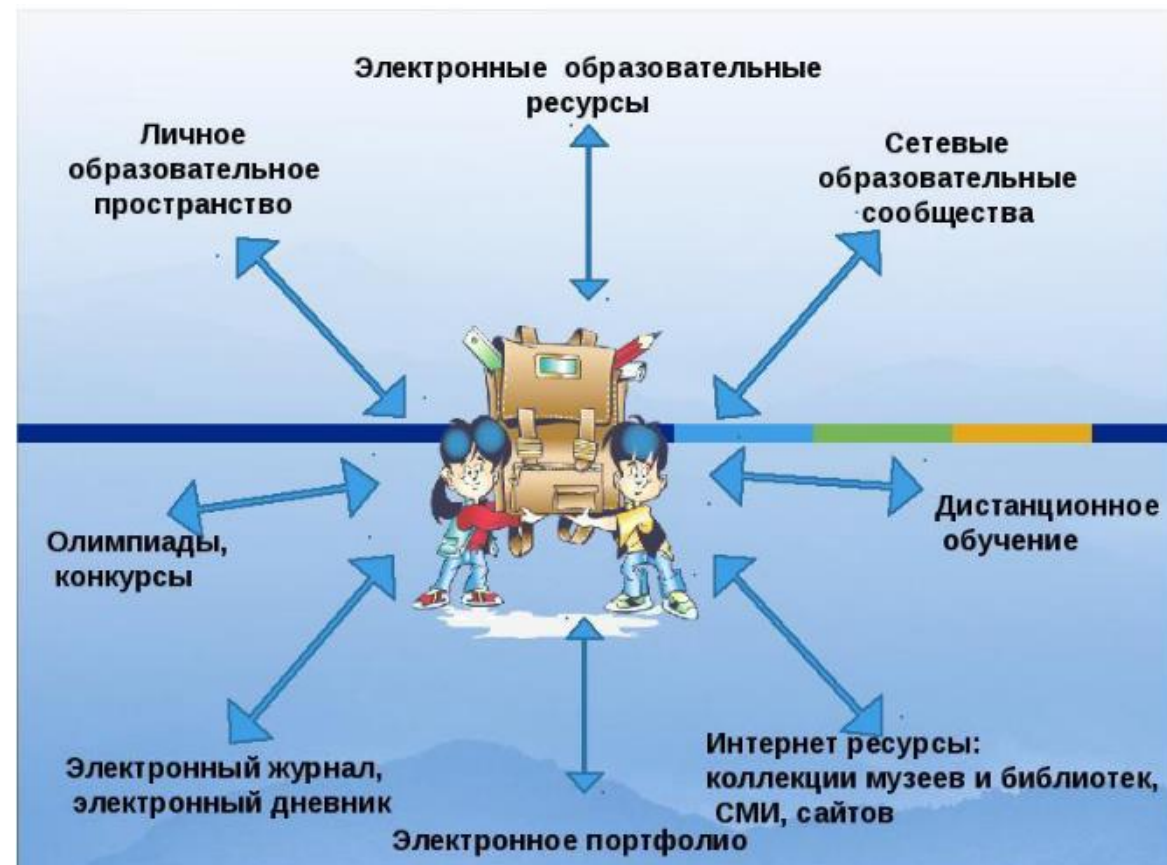 Электронные образовательные
ресурсы
Личное
образовательное
пространство
Сетевые
образовательные
сообщества
Олимпиады,
конкурсы
Дистанционное
обучение
Электронный журнал,
электронный дневник
Интернет ресурсы:
коллекции музеев и библиотек,
СМИ, сайтов
Электронное портфолио